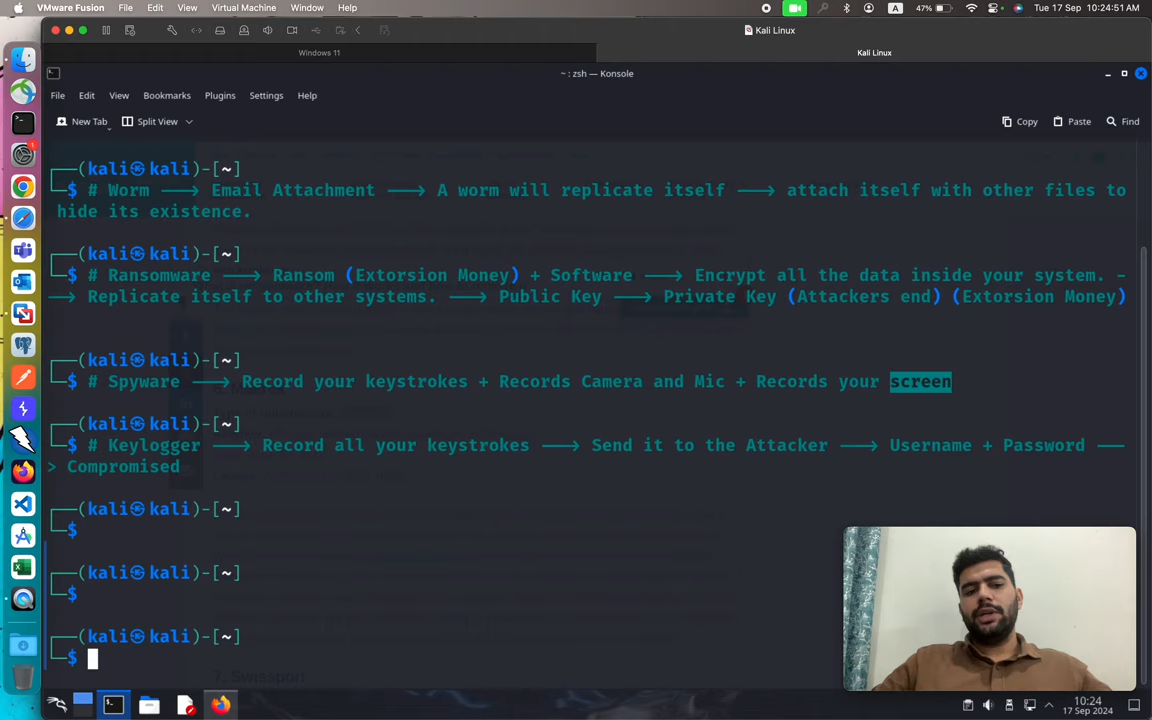 VMware Fusion File Edit View Virtual Machine Window Help A 47% Tue 17 Sep 10:24:51 AM
Kali Linux
Windows 11 Kali Linux
~ : zsh — Konsole
File Edit View Bookmarks Plugins Settings Help
New Tab Split View Copy Paste Find
┌──(kali㉿kali)-[~]
└─$ # Worm ---> Email Attachment ---> A worm will replicate itself ---> attach itself with other files to
hide its existence.
┌──(kali㉿kali)-[~]
└─$ # Ransomware ---> Ransom (Extorsion Money) + Software ---> Encrypt all the data inside your system. -
--> Replicate itself to other systems. ---> Public Key ---> Private Key (Attackers end) (Extorsion Money)
┌──(kali㉿kali)-[~]
└─$ # Spyware ---> Record your keystrokes + Records Camera and Mic + Records your screen
┌──(kali㉿kali)-[~]
└─$ # Keylogger ---> Record all your keystrokes ---> Send it to the Attacker ---> Username + Password ---
> Compromised
┌──(kali㉿kali)-[~]
└─$
┌──(kali㉿kali)-[~]
└─$
┌──(kali㉿kali)-[~]
└─$
7. Swissport
10:24
17 Sep 2024